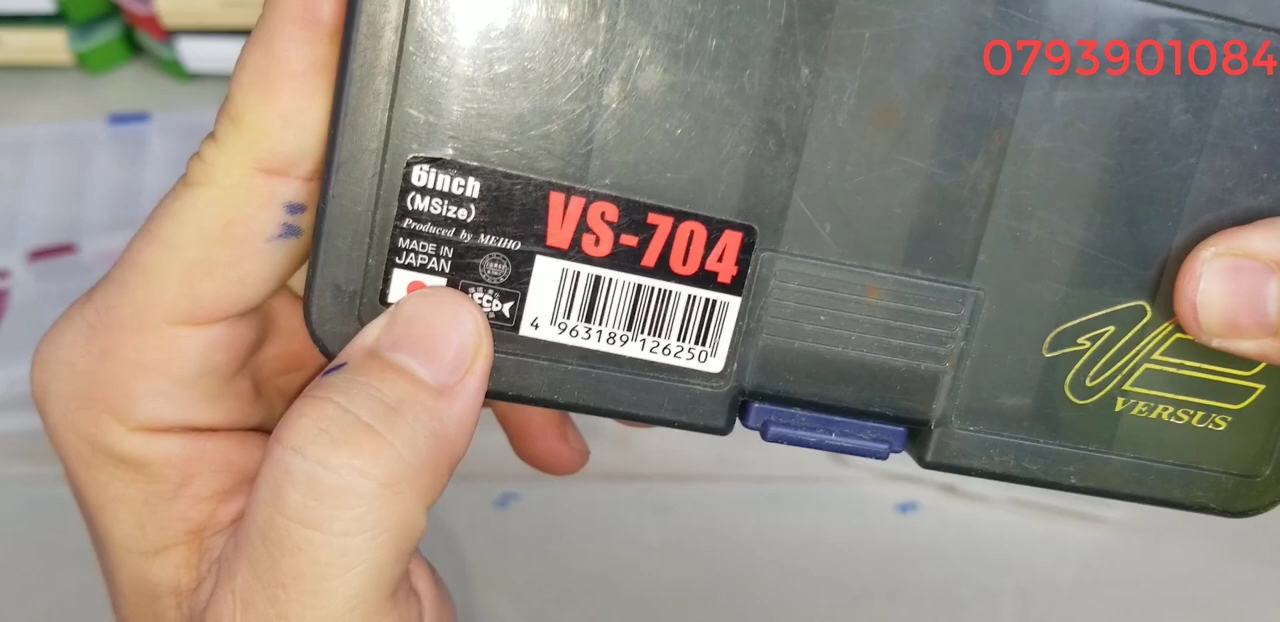 0793901084
6inch
(MSize)
Produced by MEIHO
VS-704
MADE IN
JAPAN
4 963189 126250
VERSUS